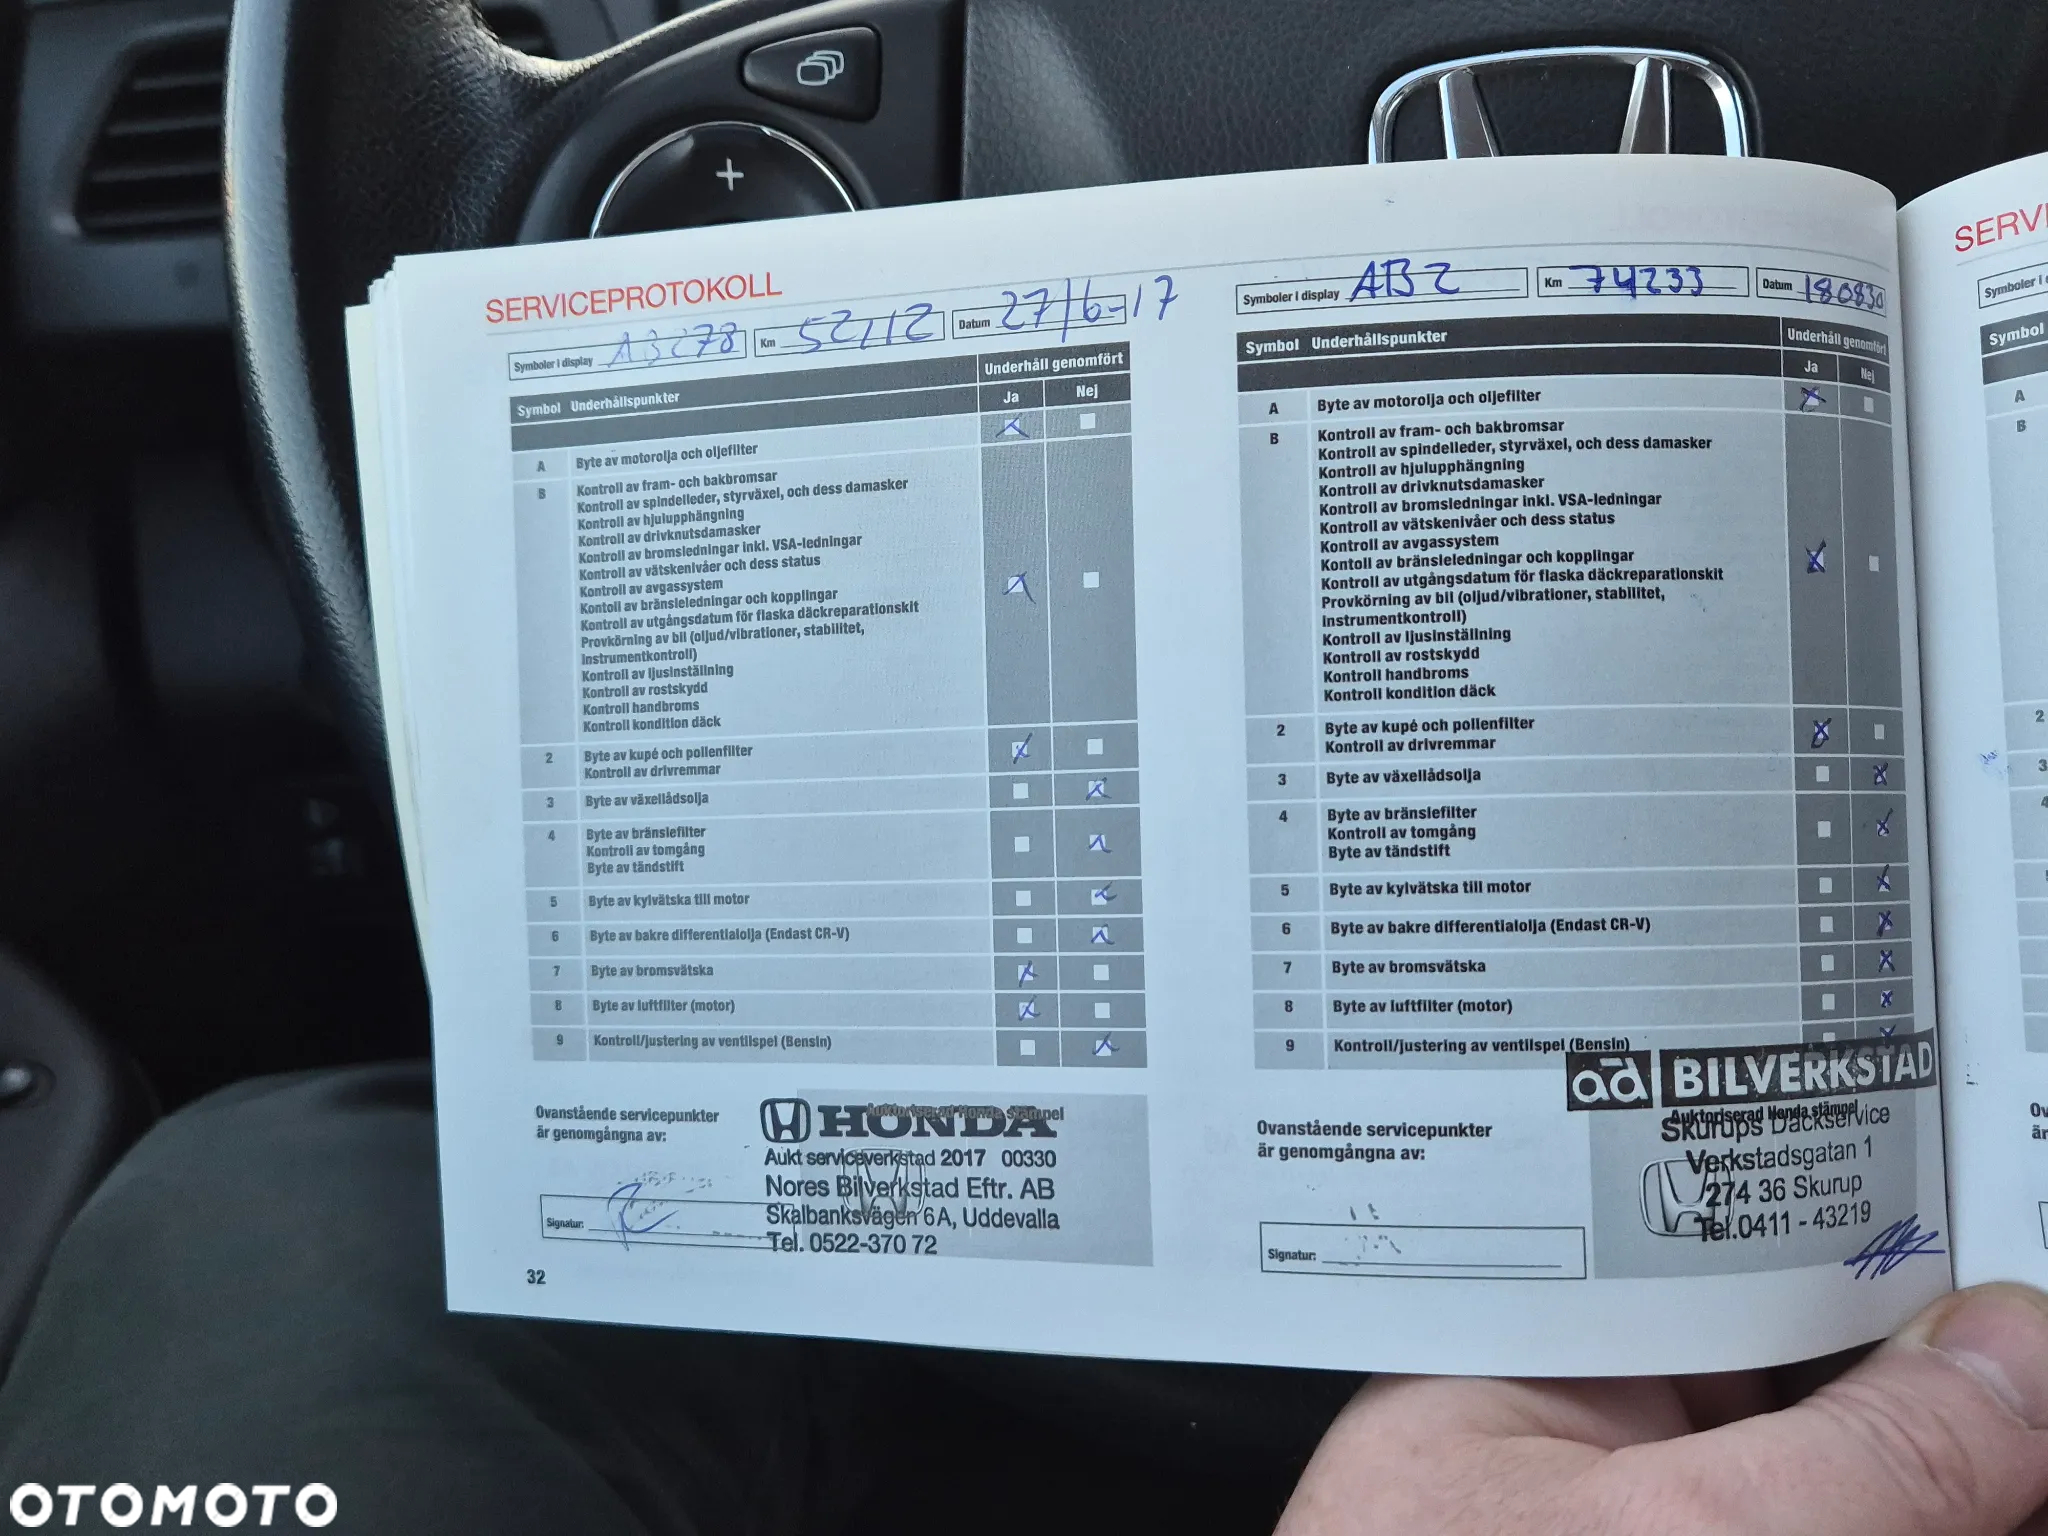 SERVICEPROTOKOLL
Symboler i display AB278 Km 52112 Datum 27/6-17
Symbol Underhållspunkter Underhåll genomfört
Ja Nej
A Byte av motorolja och oljefilter
B Kontroll av fram- och bakbromsar
Kontroll av spindelleder, styrväxel, och dess damasker
Kontroll av hjulupphängning
Kontroll av drivknutsdamasker
Kontroll av bromsledningar inkl. VSA-ledningar
Kontroll av vätskenivåer och dess status
Kontroll av avgassystem
Kontoll av bränsleledningar och kopplingar
Kontroll av utgångsdatum för flaska däckreparationskit
Provkörning av bil (oljud/vibrationer, stabilitet,
instrumentkontroll)
Kontroll av ljusinställning
Kontroll av rostskydd
Kontroll handbroms
Kontroll kondition däck
2 Byte av kupé och pollenfilter
Kontroll av drivremmar
3 Byte av växellådsolja
4 Byte av bränslefilter
Kontroll av tomgång
Byte av tändstift
5 Byte av kylvätska till motor
6 Byte av bakre differentialolja (Endast CR-V)
7 Byte av bromsvätska
8 Byte av luftfilter (motor)
9 Kontroll/justering av ventilspel (Bensin)
Ovanstående servicepunkter
är genomgångna av:
Auktoriserad Honda stämpel
HONDA
Aukt serviceverkstad 2017 00330
Nores Bilverkstad Eftr. AB
Skalbanksvägen 6A, Uddevalla
Tel. 0522-370 72
Signatur:
32
Symboler i display AB2 Km 74233 Datum 180830
Symbol Underhållspunkter Underhåll genomfört
Ja Nej
A Byte av motorolja och oljefilter
B Kontroll av fram- och bakbromsar
Kontroll av spindelleder, styrväxel, och dess damasker
Kontroll av hjulupphängning
Kontroll av drivknutsdamasker
Kontroll av bromsledningar inkl. VSA-ledningar
Kontroll av vätskenivåer och dess status
Kontroll av avgassystem
Kontoll av bränsleledningar och kopplingar
Kontroll av utgångsdatum för flaska däckreparationskit
Provkörning av bil (oljud/vibrationer, stabilitet,
instrumentkontroll)
Kontroll av ljusinställning
Kontroll av rostskydd
Kontroll handbroms
Kontroll kondition däck
2 Byte av kupé och pollenfilter
Kontroll av drivremmar
3 Byte av växellådsolja
4 Byte av bränslefilter
Kontroll av tomgång
Byte av tändstift
5 Byte av kylvätska till motor
6 Byte av bakre differentialolja (Endast CR-V)
7 Byte av bromsvätska
8 Byte av luftfilter (motor)
9 Kontroll/justering av ventilspel (Bensin)
Ovanstående servicepunkter
är genomgångna av:
ad BILVERKSTAD
Auktoriserad Honda stämpel
Skurups Däckservice
Verkstadsgatan 1
274 36 Skurup
Tel.0411 - 43219
Signatur:
SERVI
Symboler i
Symbol
A
B
2
3
OTOMOTO